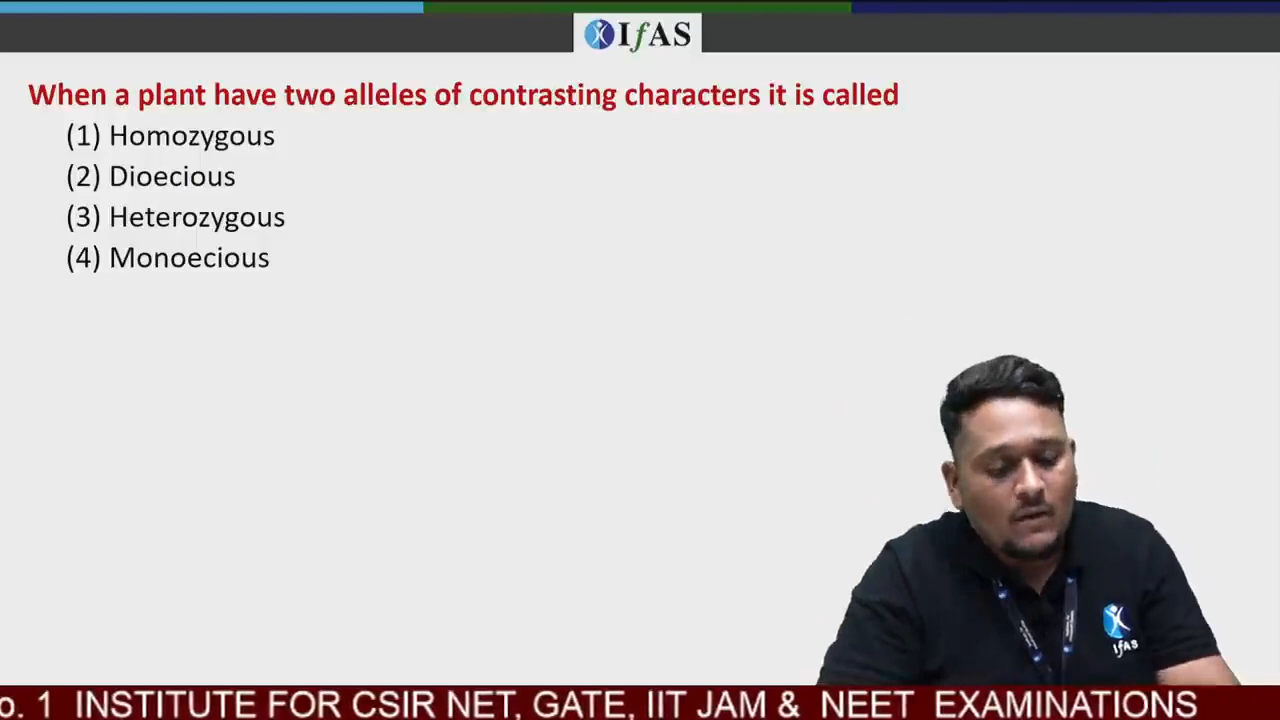 IfAS
When a plant have two alleles of contrasting characters it is called
(1) Homozygous
(2) Dioecious
(3) Heterozygous
(4) Monoecious
IfAS
o. 1 INSTITUTE FOR CSIR NET, GATE, IIT JAM & NEET EXAMINATIONS